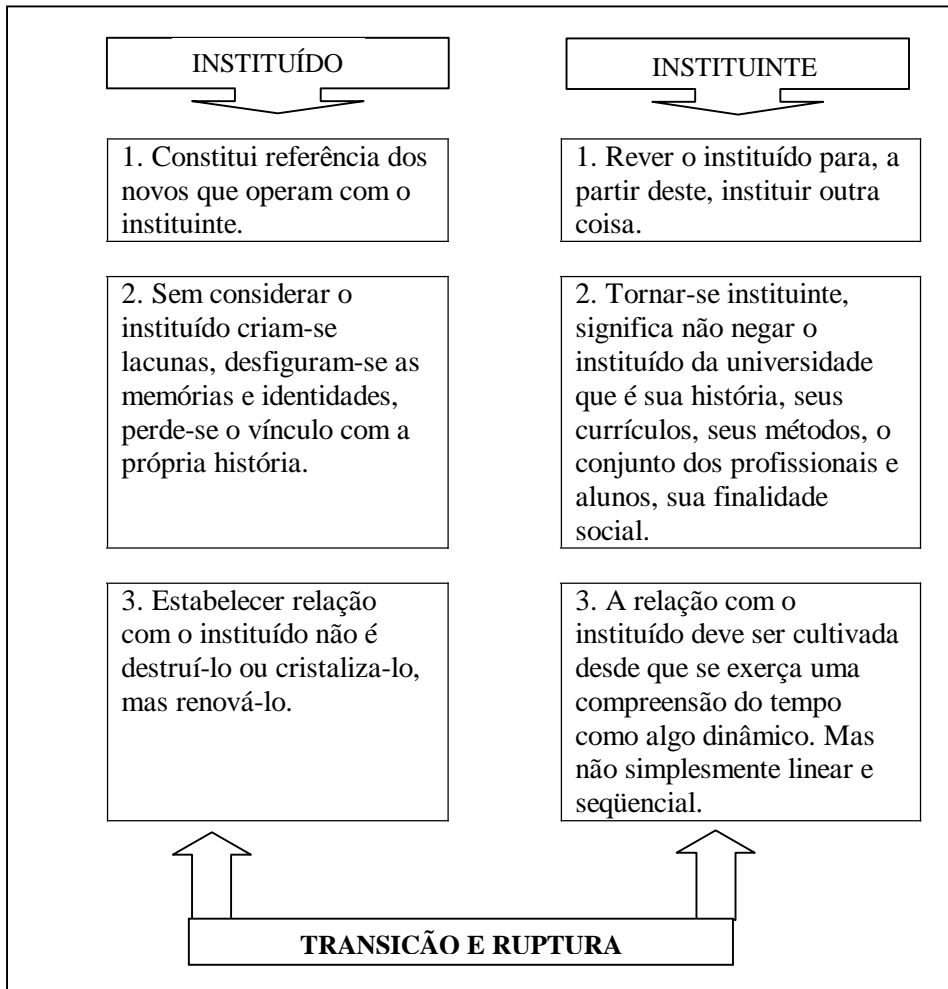 INSTITUÍDO
1. Constitui referência dos
novos que operam com o
instituinte.
2. Sem considerar o
instituído criam-se
lacunas, desfiguram-se as
memórias e identidades,
perde-se o vínculo com a
própria história.
3. Estabelecer relação
com o instituído não é
destruí-lo ou cristaliza-lo,
mas renová-lo.
INSTITUINTE
1. Rever o instituído para, a
partir deste, instituir outra
coisa.
2. Tornar-se instituinte,
significa não negar o
instituído da universidade
que é sua história, seus
currículos, seus métodos, o
conjunto dos profissionais e
alunos, sua finalidade
social.
3. A relação com o
instituído deve ser cultivada
desde que se exerça uma
compreensão do tempo
como algo dinâmico. Mas
não simplesmente linear e
seqüencial.
TRANSICÃO E RUPTURA